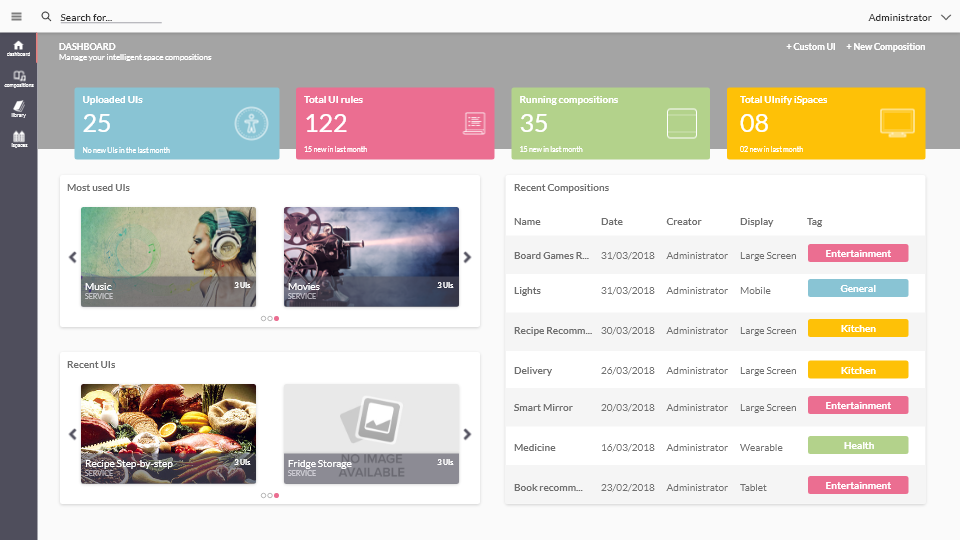 Search for...
Administrator
dashboard
compositions
library
ispaces
DASHBOARD
Manage your intelligent space compositions
+ Custom UI + New Composition
Uploaded UIs
25
No new UIs in the last month
Total UI rules
122
15 new in last month
Running compositions
35
15 new in last month
Total UInify iSpaces
08
02 new in last month
Most used UIs
Music 3 UIs
SERVICE
Movies 3 UIs
SERVICE
Recent UIs
Recipe Step-by-step 3 UIs
SERVICE
NO IMAGE
AVAILABLE
Fridge Storage 3 UIs
SERVICE
Recent Compositions
Name Date Creator Display Tag
Board Games R... 31/03/2018 Administrator Large Screen Entertainment
Lights 31/03/2018 Administrator Mobile General
Recipe Recomm... 30/03/2018 Administrator Large Screen Kitchen
Delivery 26/03/2018 Administrator Large Screen Kitchen
Smart Mirror 20/03/2018 Administrator Large Screen Entertainment
Medicine 16/03/2018 Administrator Wearable Health
Book recomm... 23/02/2018 Administrator Tablet Entertainment